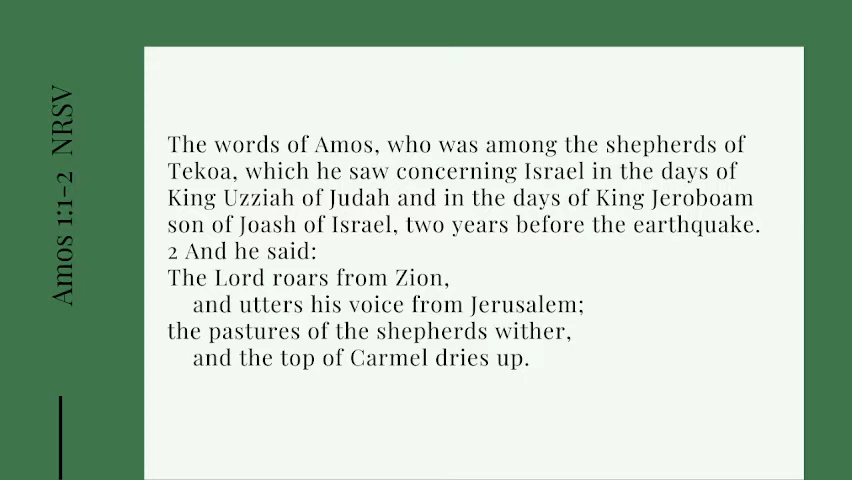 Amos 1:1-2 NRSV
The words of Amos, who was among the shepherds of
Tekoa, which he saw concerning Israel in the days of
King Uzziah of Judah and in the days of King Jeroboam
son of Joash of Israel, two years before the earthquake.
2 And he said:
The Lord roars from Zion,
and utters his voice from Jerusalem;
the pastures of the shepherds wither,
and the top of Carmel dries up.